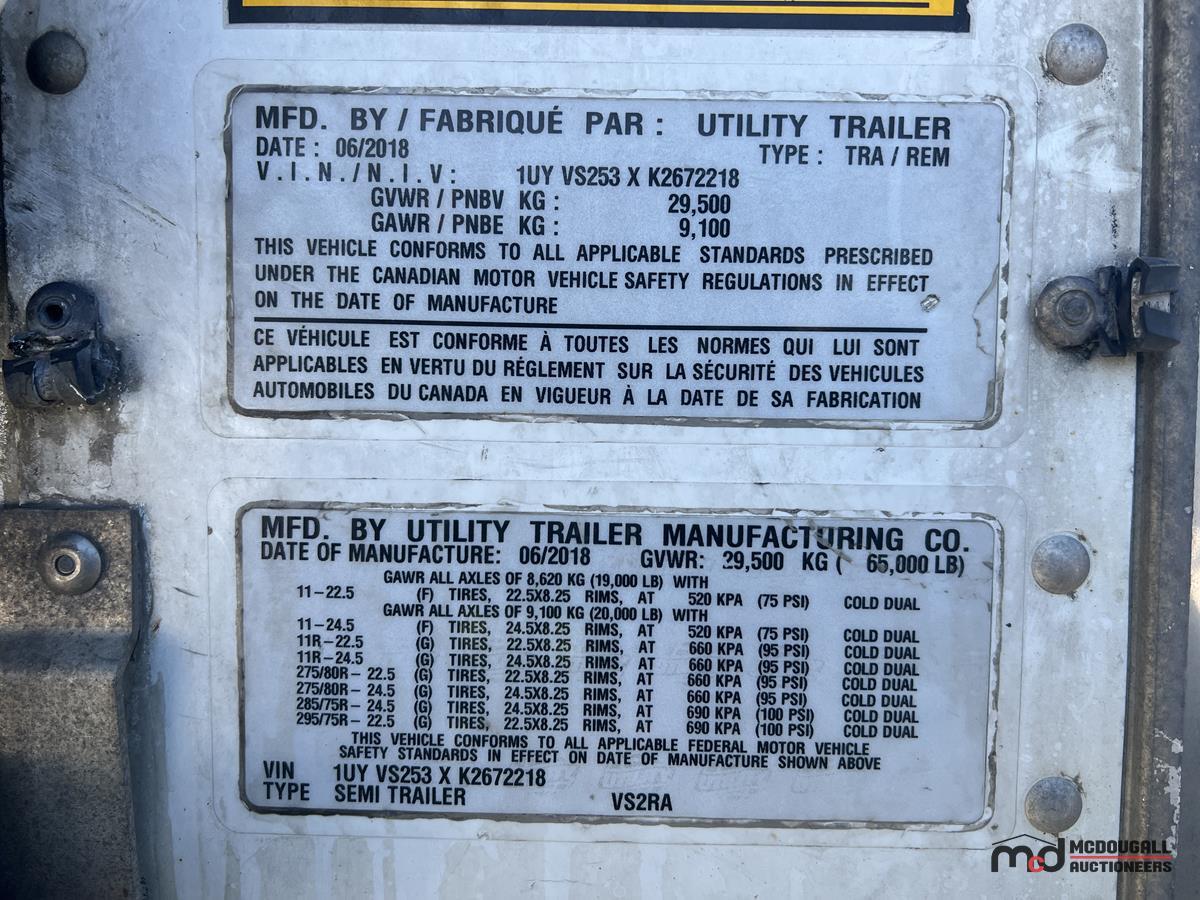 MFD. BY / FABRIQUÉ PAR : UTILITY TRAILER
DATE : 06/2018 TYPE : TRA / REM
V.I.N./N.I.V: 1UY VS253 X K2672218
GVWR / PNBV KG : 29,500
GAWR / PNBE KG : 9,100
THIS VEHICLE CONFORMS TO ALL APPLICABLE STANDARDS PRESCRIBED
UNDER THE CANADIAN MOTOR VEHICLE SAFETY REGULATIONS IN EFFECT
ON THE DATE OF MANUFACTURE
CE VÉHICULE EST CONFORME À TOUTES LES NORMES QUI LUI SONT
APPLICABLES EN VERTU DU RÉGLEMENT SUR LA SÉCURITÉ DES VEHICULES
AUTOMOBILES DU CANADA EN VIGUEUR À LA DATE DE SA FABRICATION
MFD. BY UTILITY TRAILER MANUFACTURING CO.
DATE OF MANUFACTURE: 06/2018 GVWR: 29,500 KG ( 65,000 LB)
GAWR ALL AXLES OF 8,620 KG (19,000 LB) WITH
11-22.5 (F) TIRES, 22.5X8.25 RIMS, AT 520 KPA (75 PSI) COLD DUAL
GAWR ALL AXLES OF 9,100 KG (20,000 LB) WITH
11-24.5 (F) TIRES, 24.5X8.25 RIMS, AT 520 KPA (75 PSI) COLD DUAL
11R-22.5 (G) TIRES, 22.5X8.25 RIMS, AT 660 KPA (95 PSI) COLD DUAL
11R-24.5 (G) TIRES, 24.5X8.25 RIMS, AT 660 KPA (95 PSI) COLD DUAL
275/80R- 22.5 (G) TIRES, 22.5X8.25 RIMS, AT 660 KPA (95 PSI) COLD DUAL
275/80R- 24.5 (G) TIRES, 24.5X8.25 RIMS, AT 660 KPA (95 PSI) COLD DUAL
285/75R- 24.5 (G) TIRES, 24.5X8.25 RIMS, AT 690 KPA (100 PSI) COLD DUAL
295/75R- 22.5 (G) TIRES, 22.5X8.25 RIMS, AT 690 KPA (100 PSI) COLD DUAL
THIS VEHICLE CONFORMS TO ALL APPLICABLE FEDERAL MOTOR VEHICLE
SAFETY STANDARDS IN EFFECT ON DATE OF MANUFACTURE SHOWN ABOVE
VIN 1UY VS253 X K2672218
TYPE SEMI TRAILER VS2RA
mcd MCDOUGALL
AUCTIONEERS